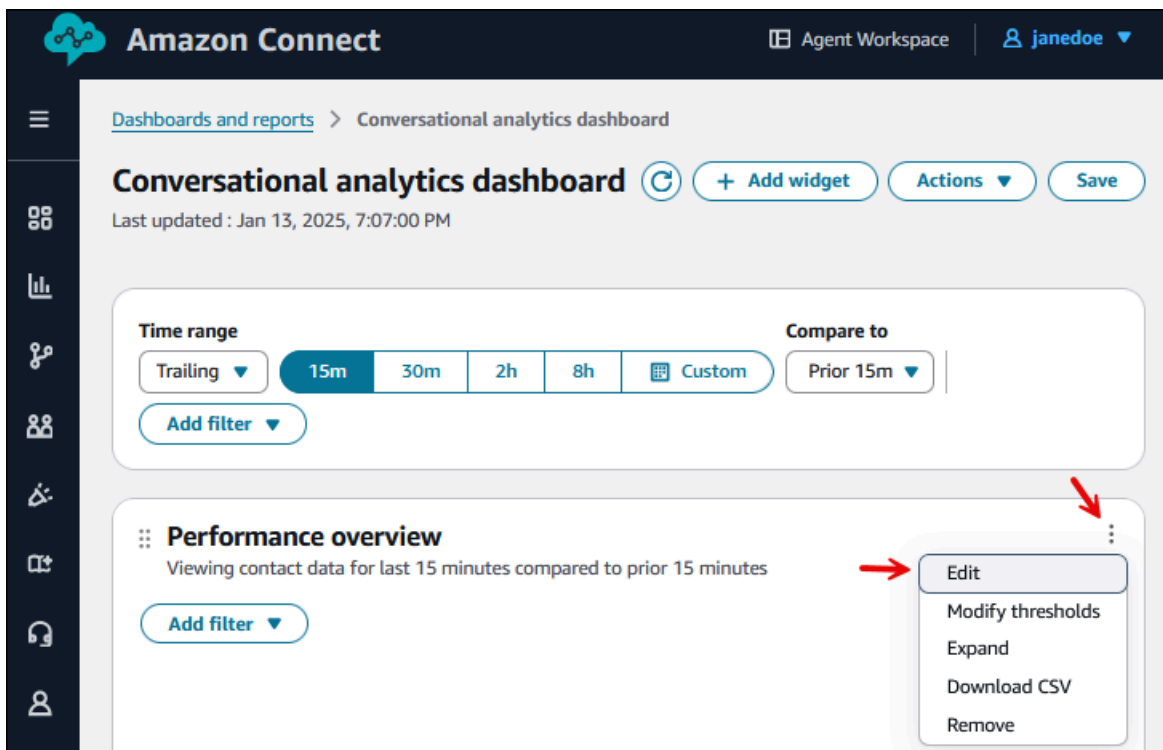 Amazon Connect
Agent Workspace
janedoe
Dashboards and reports > Conversational analytics dashboard
Conversational analytics dashboard
+ Add widget
Actions
Save
Last updated : Jan 13, 2025, 7:07:00 PM
Time range
Compare to
Trailing
15m
30m
2h
8h
Custom
Prior 15m
Add filter
Performance overview
Viewing contact data for last 15 minutes compared to prior 15 minutes
Add filter
Edit
Modify thresholds
Expand
Download CSV
Remove